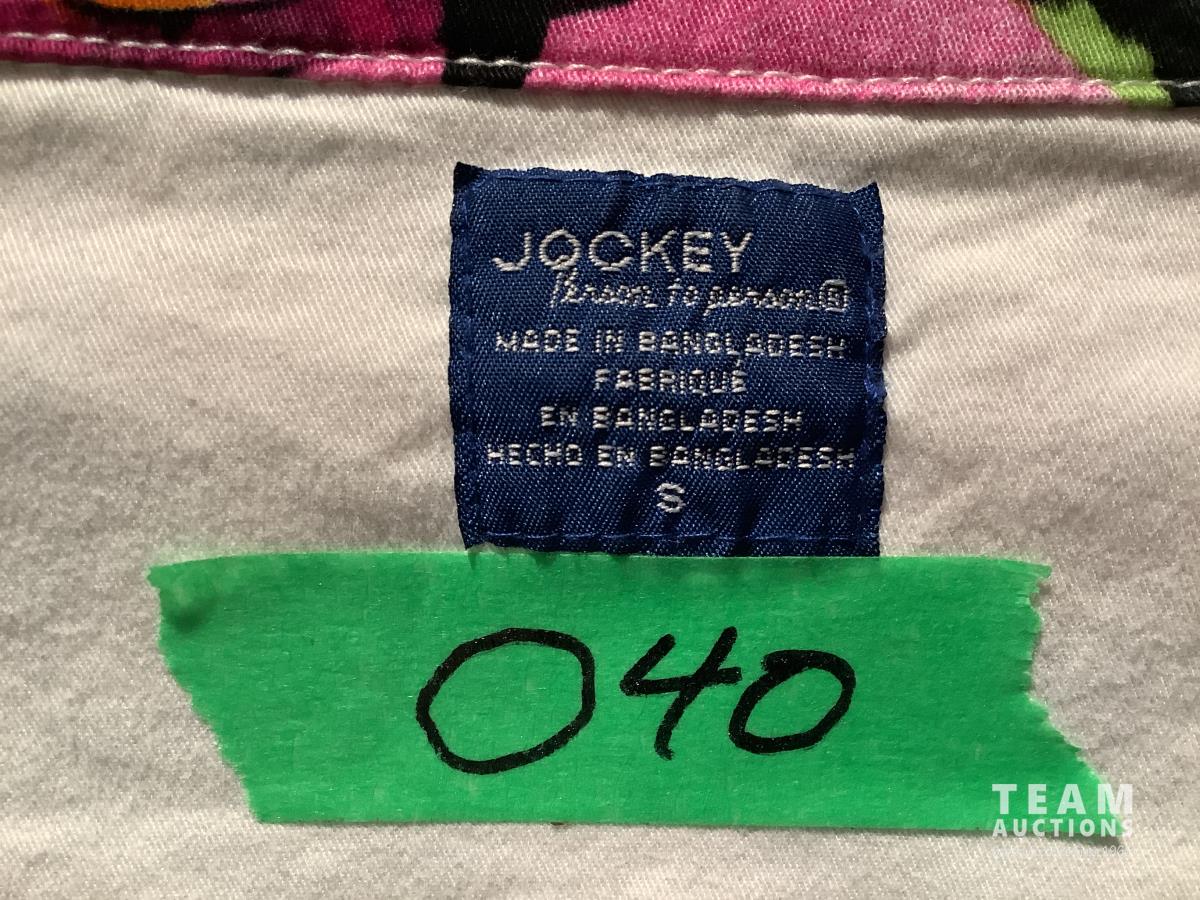 JOCKEY
Person to person®
MADE IN BANGLADESH
FABRIQUÉ
EN BANGLADESH
HECHO EN BANGLADESH
S
040
TEAM
AUCTIONS